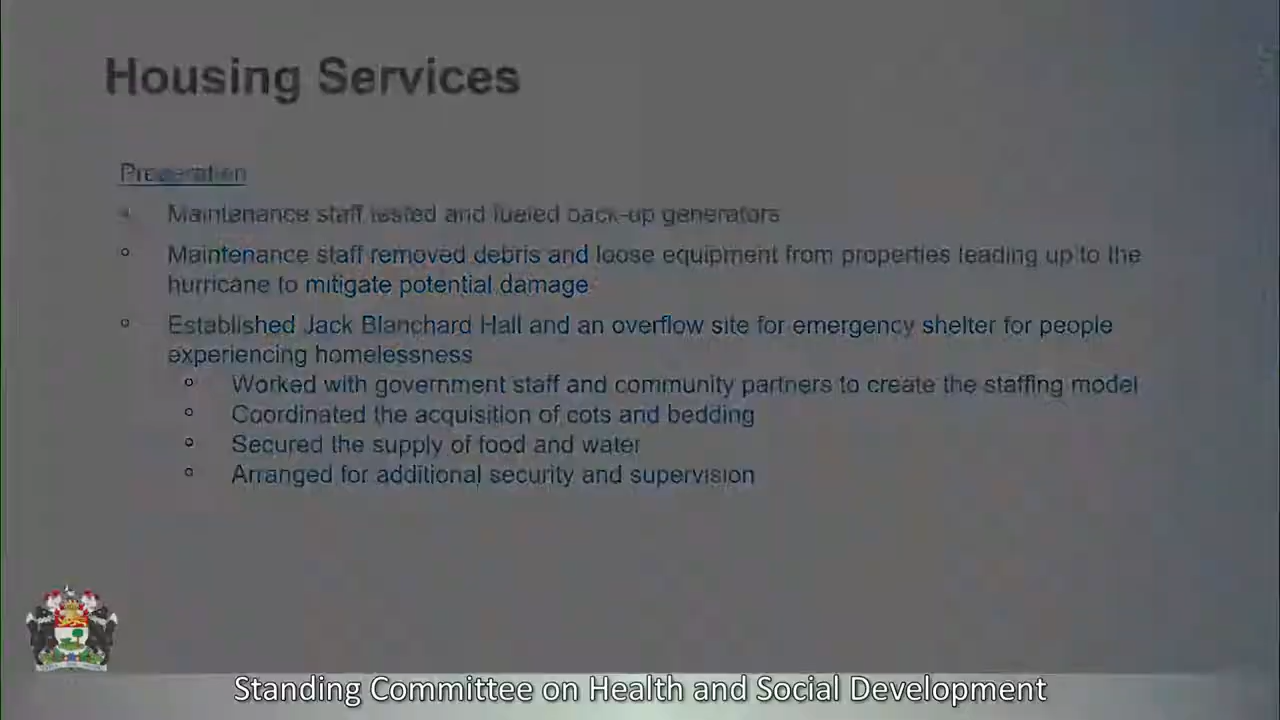 Housing Services
Preparation
Maintenance staff tested and fueled back-up generators
Maintenance staff removed debris and loose equipment from properties leading up to the
hurricane to mitigate potential damage
Established Jack Blanchard Hall and an overflow site for emergency shelter for people
experiencing homelessness
Worked with government staff and community partners to create the staffing model
Coordinated the acquisition of cots and bedding
Secured the supply of food and water
Arranged for additional security and supervision
Standing Committee on Health and Social Development